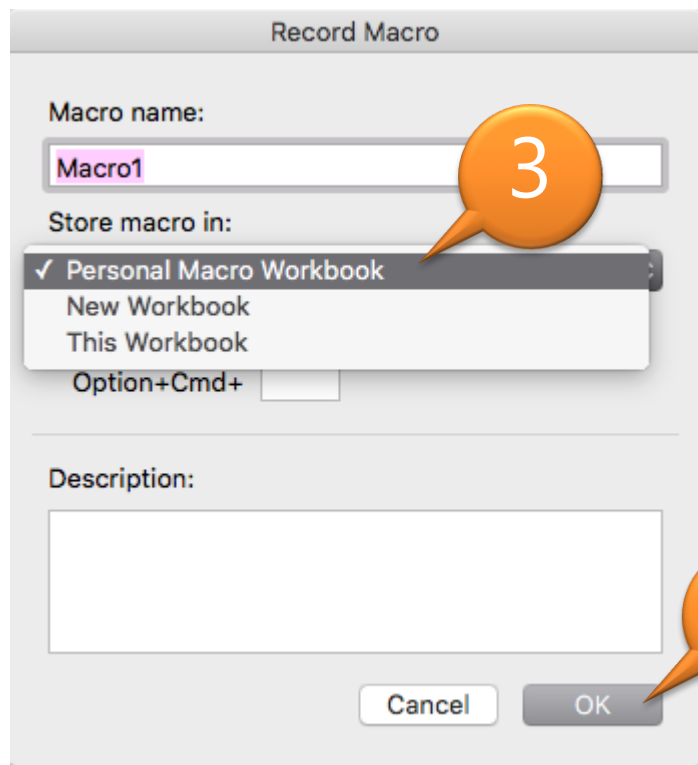 Record Macro
Macro name:
Macro1
3
Store macro in:
✓ Personal Macro Workbook
New Workbook
This Workbook
Option+Cmd+
Description:
Cancel
OK